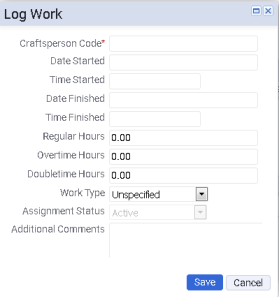 Log Work
Craftsperson Code*
Date Started
Time Started
Date Finished
Time Finished
Regular Hours 0.00
Overtime Hours 0.00
Doubletime Hours 0.00
Work Type Unspecified
Assignment Status Active
Additional Comments
Save Cancel